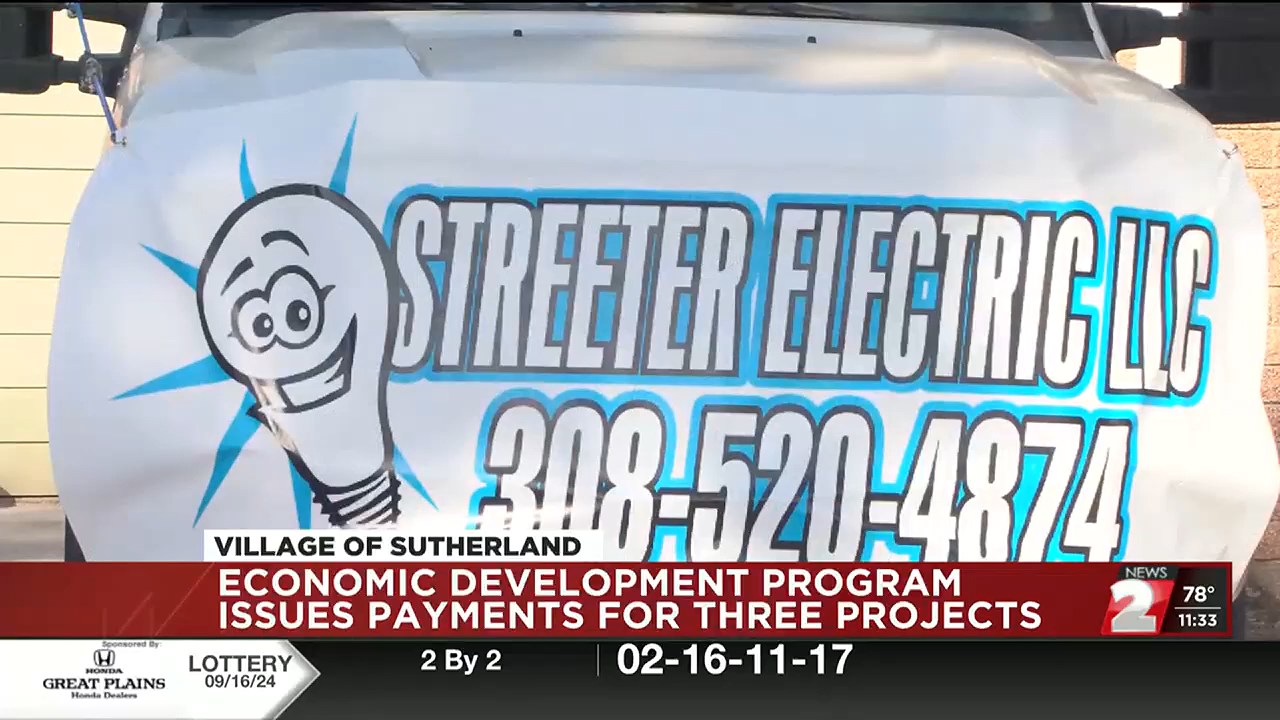 STREETER ELECTRIC LLC
308-520-4874
VILLAGE OF SUTHERLAND
ECONOMIC DEVELOPMENT PROGRAM
ISSUES PAYMENTS FOR THREE PROJECTS
NEWS
2
78°
11:33
Sponsored By:
HONDA
GREAT PLAINS
Honda Dealers
LOTTERY
09/16/24
2 By 2
02-16-11-17